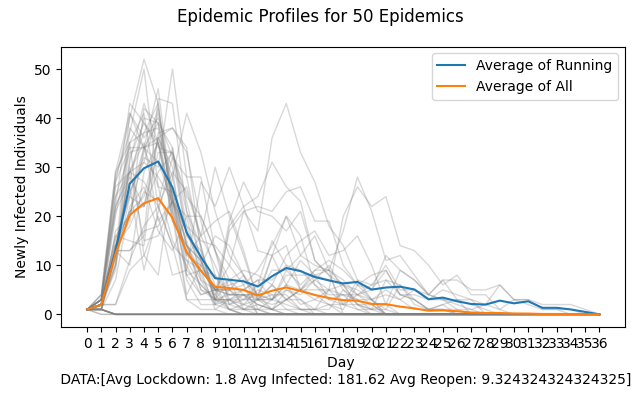 Epidemic Profiles for 50 Epidemics
Average of Running
Average of All
Newly Infected Individuals
50
40
30
20
10
0
0 1 2 3 4 5 6 7 8 9 10 11 12 13 14 15 16 17 18 19 20 21 22 23 24 25 26 27 28 29 30 31 32 33 34 35 36
Day
DATA:[Avg Lockdown: 1.8 Avg Infected: 181.62 Avg Reopen: 9.324324324324325]